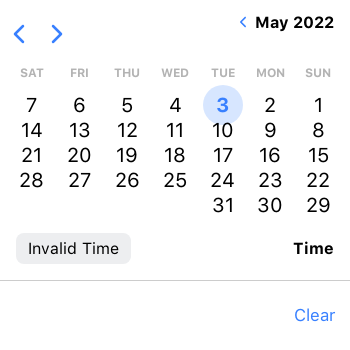 May 2022
SAT FRI THU WED TUE MON SUN
7 6 5 4 3 2 1
14 13 12 11 10 9 8
21 20 19 18 17 16 15
28 27 26 25 24 23 22
31 30 29
Invalid Time Time
Clear